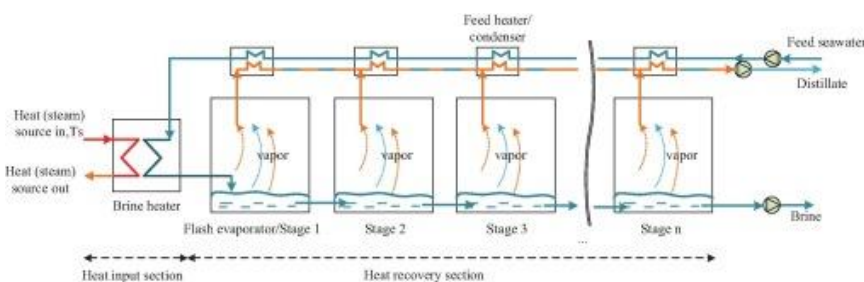 Feed heater/
condenser
Feed seawater
Distillate
Heat (steam)
source in,Ts
Heat (steam)
source out
Brine heater
vapor
vapor
vapor
vapor
Flash evaporator/Stage 1
Stage 2
Stage 3
Stage n
Brine
...
Heat input section
Heat recovery section